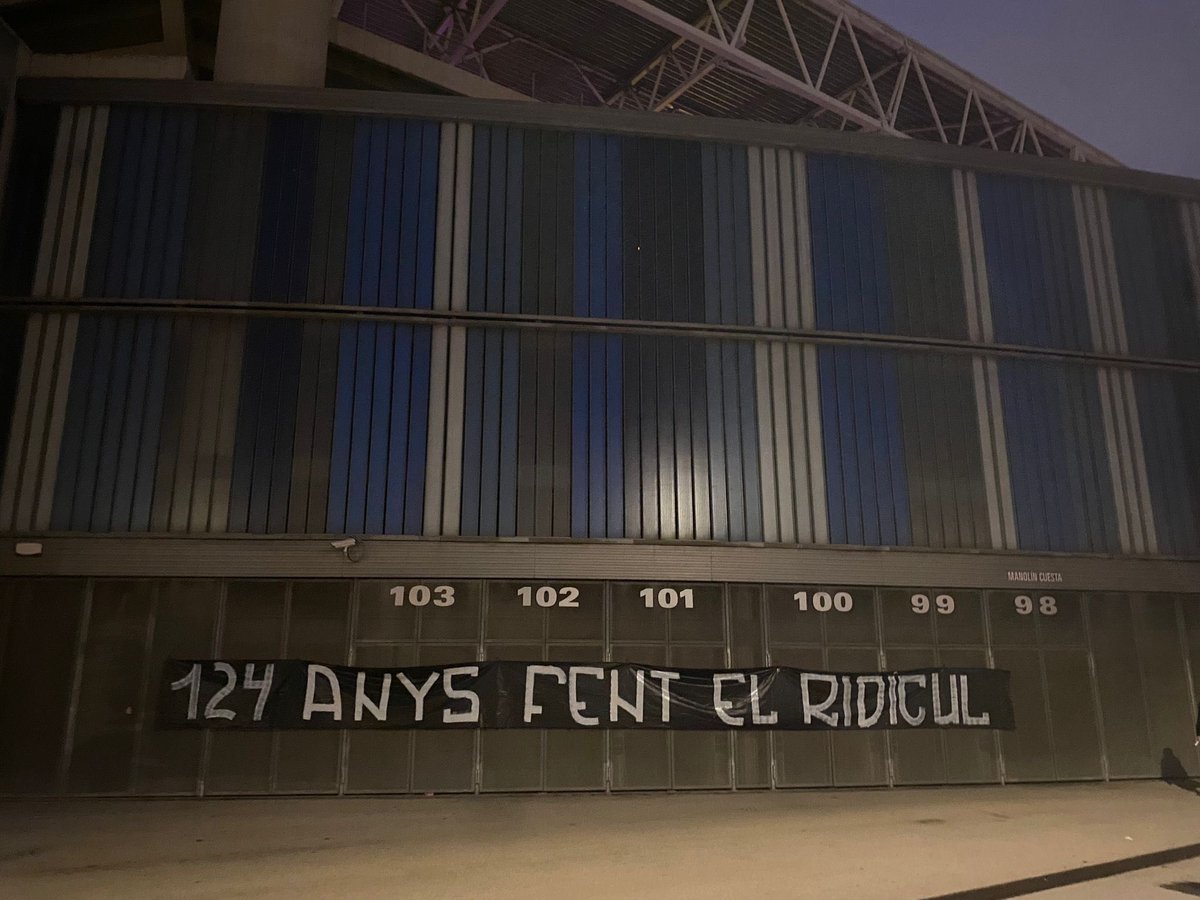 MANOLÍN CUESTA
103 102 101 100 99 98
124 ANYS FENT EL RIDICUL